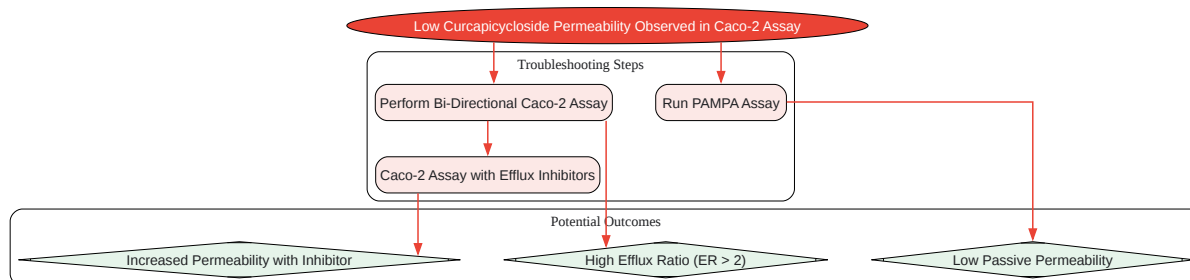 Low Curcapicycloside Permeability Observed in Caco-2 Assay
Troubleshooting Steps
Perform Bi-Directional Caco-2 Assay
Run PAMPA Assay
Caco-2 Assay with Efflux Inhibitors
Potential Outcomes
Increased Permeability with Inhibitor
High Efflux Ratio (ER > 2)
Low Passive Permeability